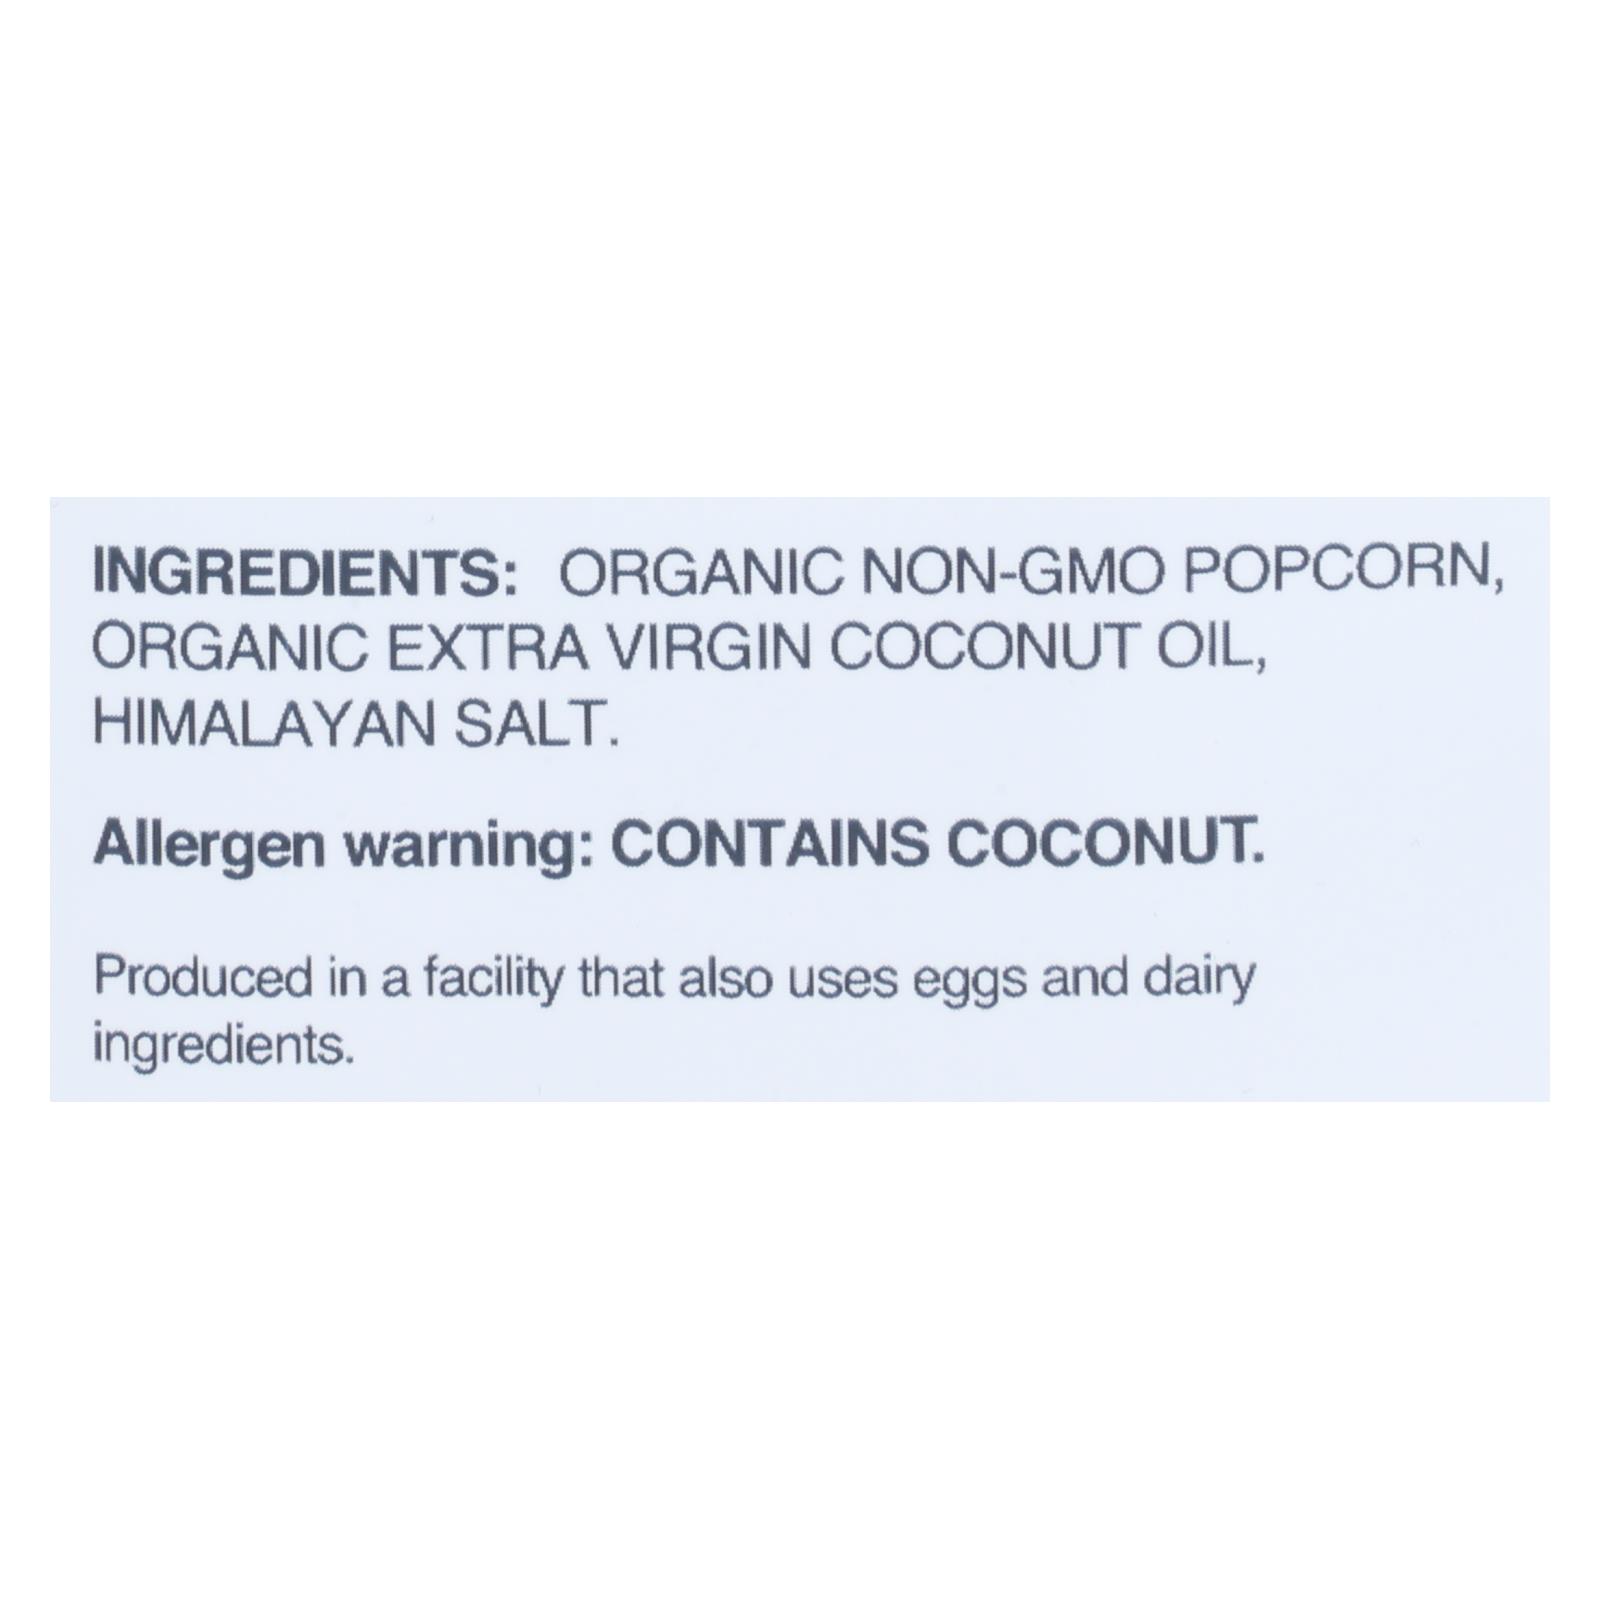 INGREDIENTS: ORGANIC NON-GMO POPCORN,
ORGANIC EXTRA VIRGIN COCONUT OIL,
HIMALAYAN SALT.
Allergen warning: CONTAINS COCONUT.
Produced in a facility that also uses eggs and dairy
ingredients.